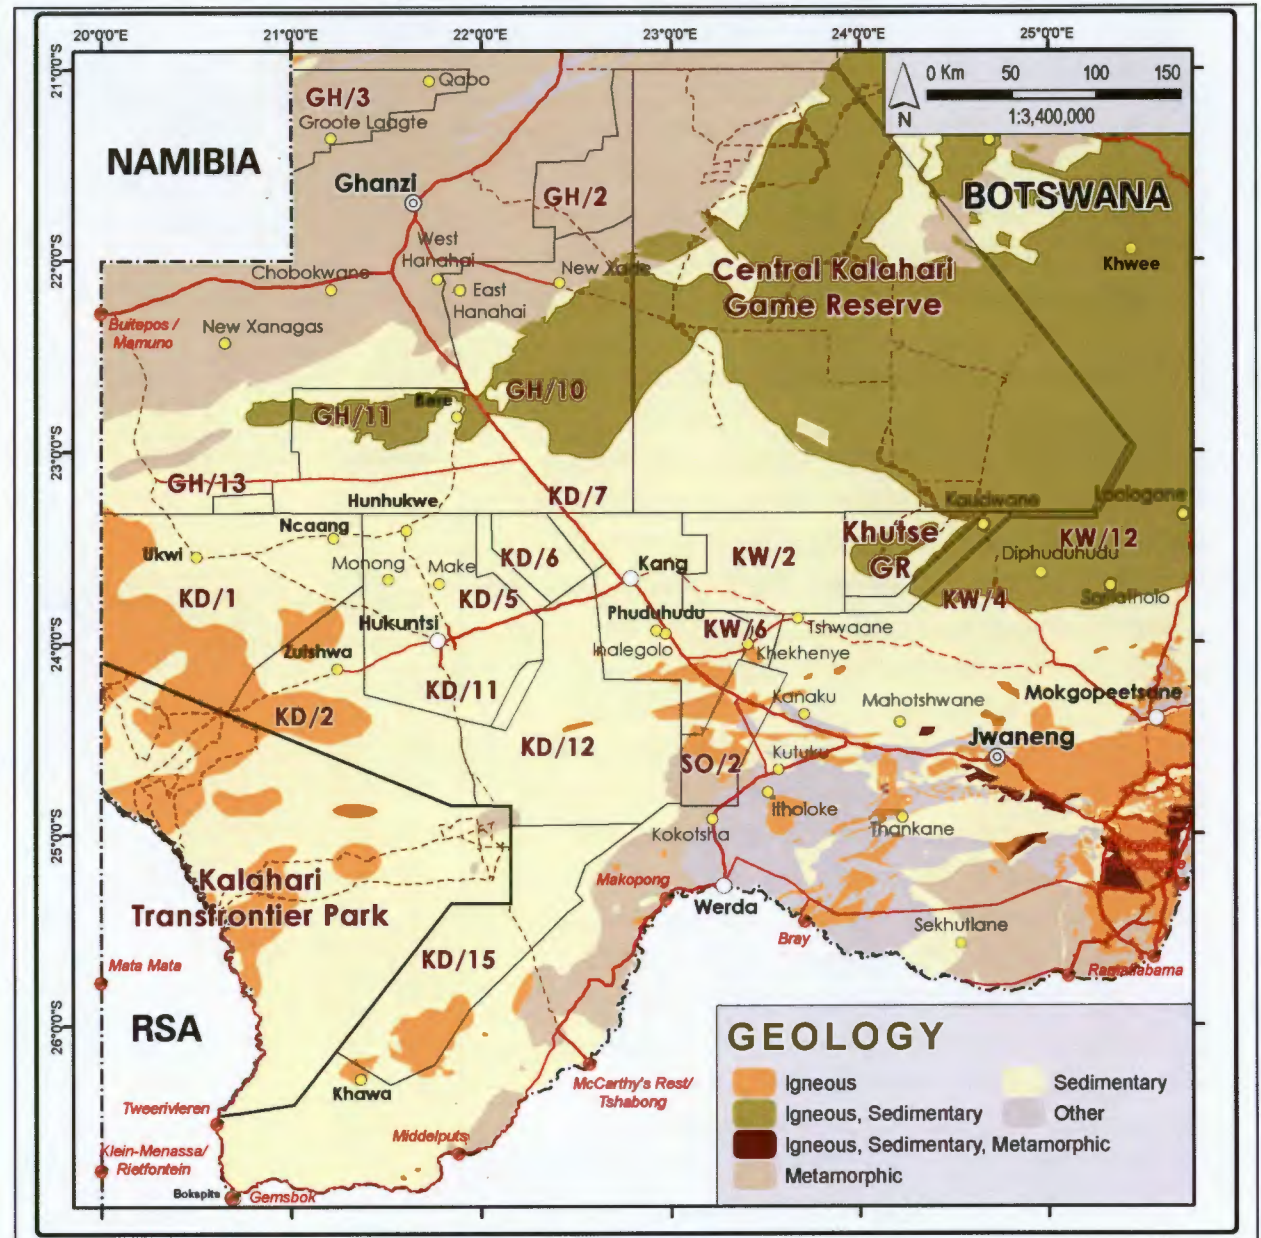 20°0'0"E 21°0'0"E 22°0'0"E 23°0'0"E 24°0'0"E 25°0'0"E
21°0'0"S
22°0'0"S
23°0'0"S
24°0'0"S
25°0'0"S
26°0'0"S
0 Km 50 100 150
1:3,400,000
N
NAMIBIA
BOTSWANA
RSA
Qabo
GH/3
Groote Laagte
Ghanzi
GH/2
West
Hanahai
Chobokwane
New Xade
East
Hanahai
Central Kalahari
Game Reserve
Khwee
Buitepos /
Mamuno
New Xanagas
GH/10
Bere
GH/11
GH/13
KD/7
Hunhukwe
Kaudwane
Ncaang
Khutse
GR
KW/12
Ukwi
Monong
Make
KD/6
Kang
KW/2
Diphuduhudu
KD/1
KD/5
KW/4
Hukuntsi
Phuduhudu
KW/6
Tshwaane
Zutshwa
Inalegolo
Khekhenye
KD/11
Kanaku
Mahotshwane
Mokgopeetsane
KD/2
KD/12
Jwaneng
SO/2
Kutuku
Itholoke
Kokotsha
Thankane
Kalahari
Transfrontier Park
Makopong
Werda
Bray
Sekhutlane
Ramatlabama
KD/15
Mata Mata
Khawa
McCarthy's Rest/
Tshabong
Tweerivieren
Middelputs
Klein-Menassa/
Rietfontein
Bokspits
Gemsbok
GEOLOGY
Igneous
Igneous, Sedimentary
Igneous, Sedimentary, Metamorphic
Metamorphic
Sedimentary
Other